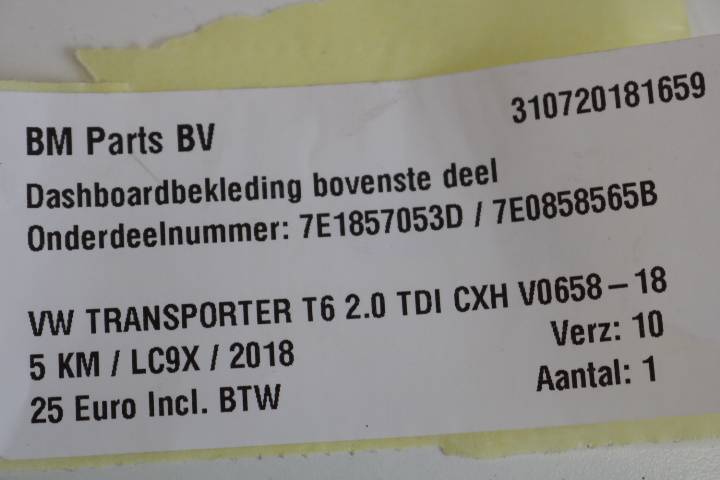 BM Parts BV 310720181659
Dashboardbekleding bovenste deel
Onderdeelnummer: 7E1857053D / 7E0858565B
VW TRANSPORTER T6 2.0 TDI CXH V0658-18
5 KM / LC9X / 2018 Verz: 10
25 Euro Incl. BTW Aantal: 1